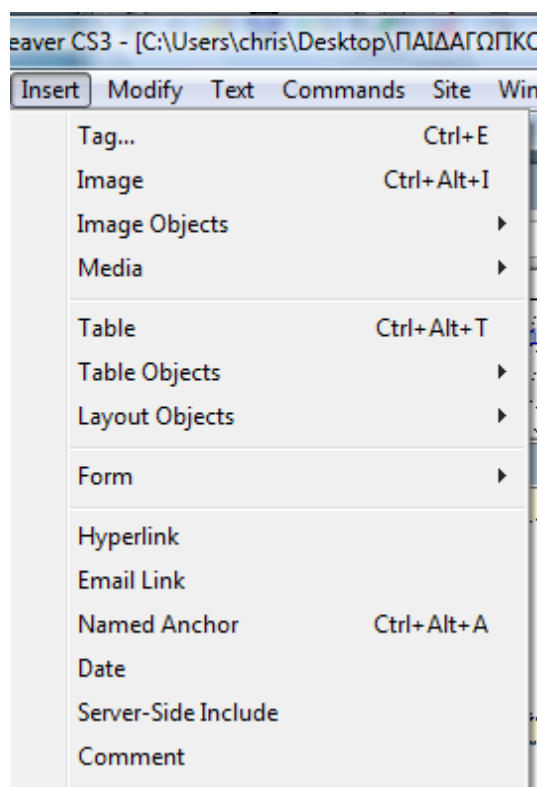 eaver CS3 - [C:\Users\chris\Desktop\ΠΑΙΔΑΓΩΓΙΚΟ
Insert Modify Text Commands Site Win
Tag... Ctrl+E
Image Ctrl+Alt+I
Image Objects
Media
Table Ctrl+Alt+T
Table Objects
Layout Objects
Form
Hyperlink
Email Link
Named Anchor Ctrl+Alt+A
Date
Server-Side Include
Comment